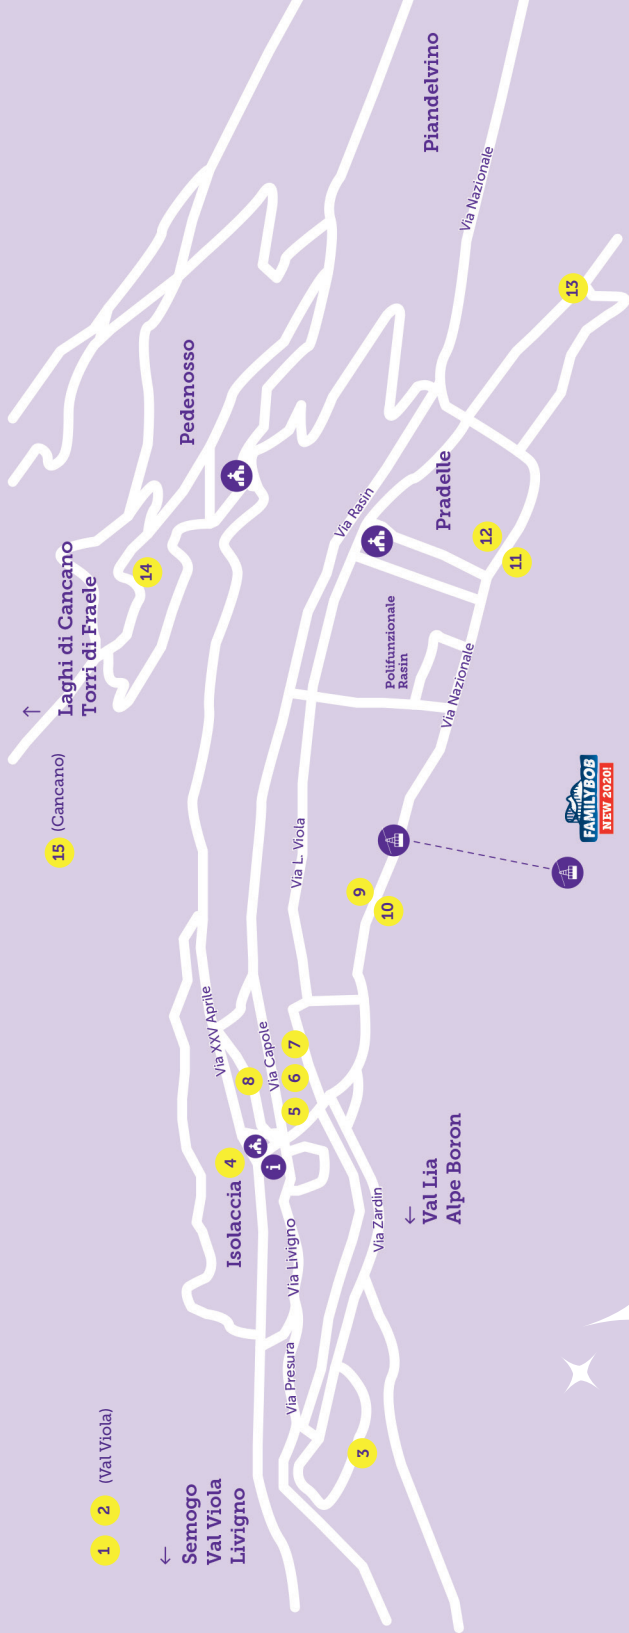 1
2
(Val Viola)
←
Semogo
Val Viola
Livigno
3
Via Presura
Via Livigno
Isolaccia
4
i
5
6
7
8
Via Zardin
←
Val Lia
Alpe Boron
Via XXV Aprile
Via Capole
9
10
Via L. Viola
15
(Cancano)
↑
Laghi di Cancano
Torri di Fraele
14
FAMILYBOB
NEW 2020!
Via Nazionale
Polifunzionale
Rasin
Via Rasin
Pradelle
11
12
Pedenosso
13
Via Nazionale
Piandelvino